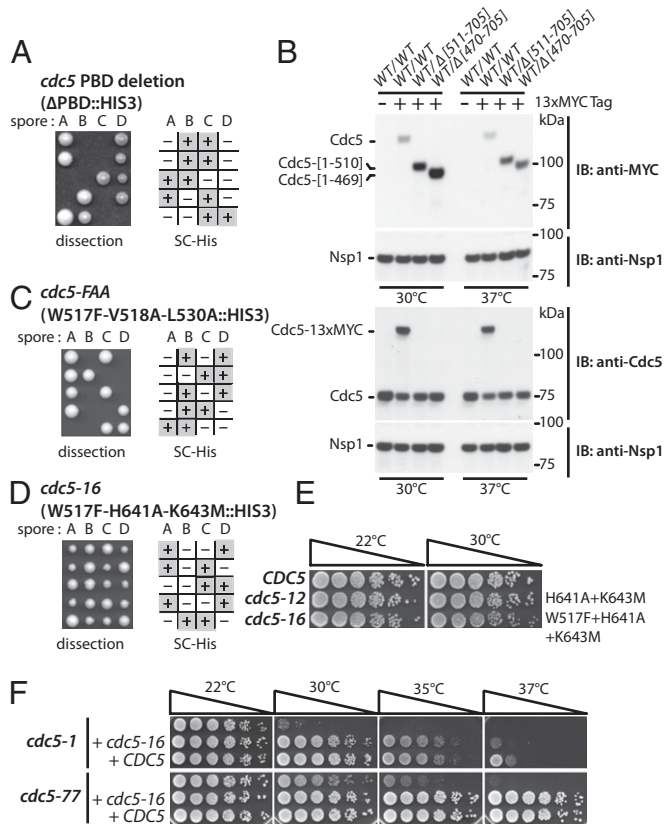 A
cdc5 PBD deletion
(ΔPBD::HIS3)
spore : A B C D
A B C D
– + + –
– + + –
+ + – –
+ – + –
– – + +
dissection
SC-His
B
WT/WT
WT/WT
WT/Δ[511-705]
WT/Δ[470-705]
WT/WT
WT/WT
WT/Δ[511-705]
WT/Δ[470-705]
– + + + – + + + 13xMYC Tag
kDa
Cdc5
Cdc5-[1-510]
Cdc5-[1-469]
100
75
IB: anti-MYC
100
Nsp1
75
IB: anti-Nsp1
30°C 37°C
kDa
Cdc5-13xMYC
100
IB: anti-Cdc5
Cdc5
75
100
Nsp1
75
IB: anti-Nsp1
30°C 37°C
C
cdc5-FAA
(W517F-V518A-L530A::HIS3)
spore : A B C D
A B C D
– + – +
– – + +
– + – +
– + + –
+ + – –
dissection
SC-His
D
cdc5-16
(W517F-H641A-K643M::HIS3)
spore : A B C D
A B C D
+ – – +
+ – + –
– – + +
+ – – +
– + + –
dissection
SC-His
E
22°C 30°C
CDC5
cdc5-12
H641A+K643M
cdc5-16
W517F+H641A
+K643M
F
22°C 30°C 35°C 37°C
cdc5-1
+ cdc5-16
+ CDC5
cdc5-77
+ cdc5-16
+ CDC5